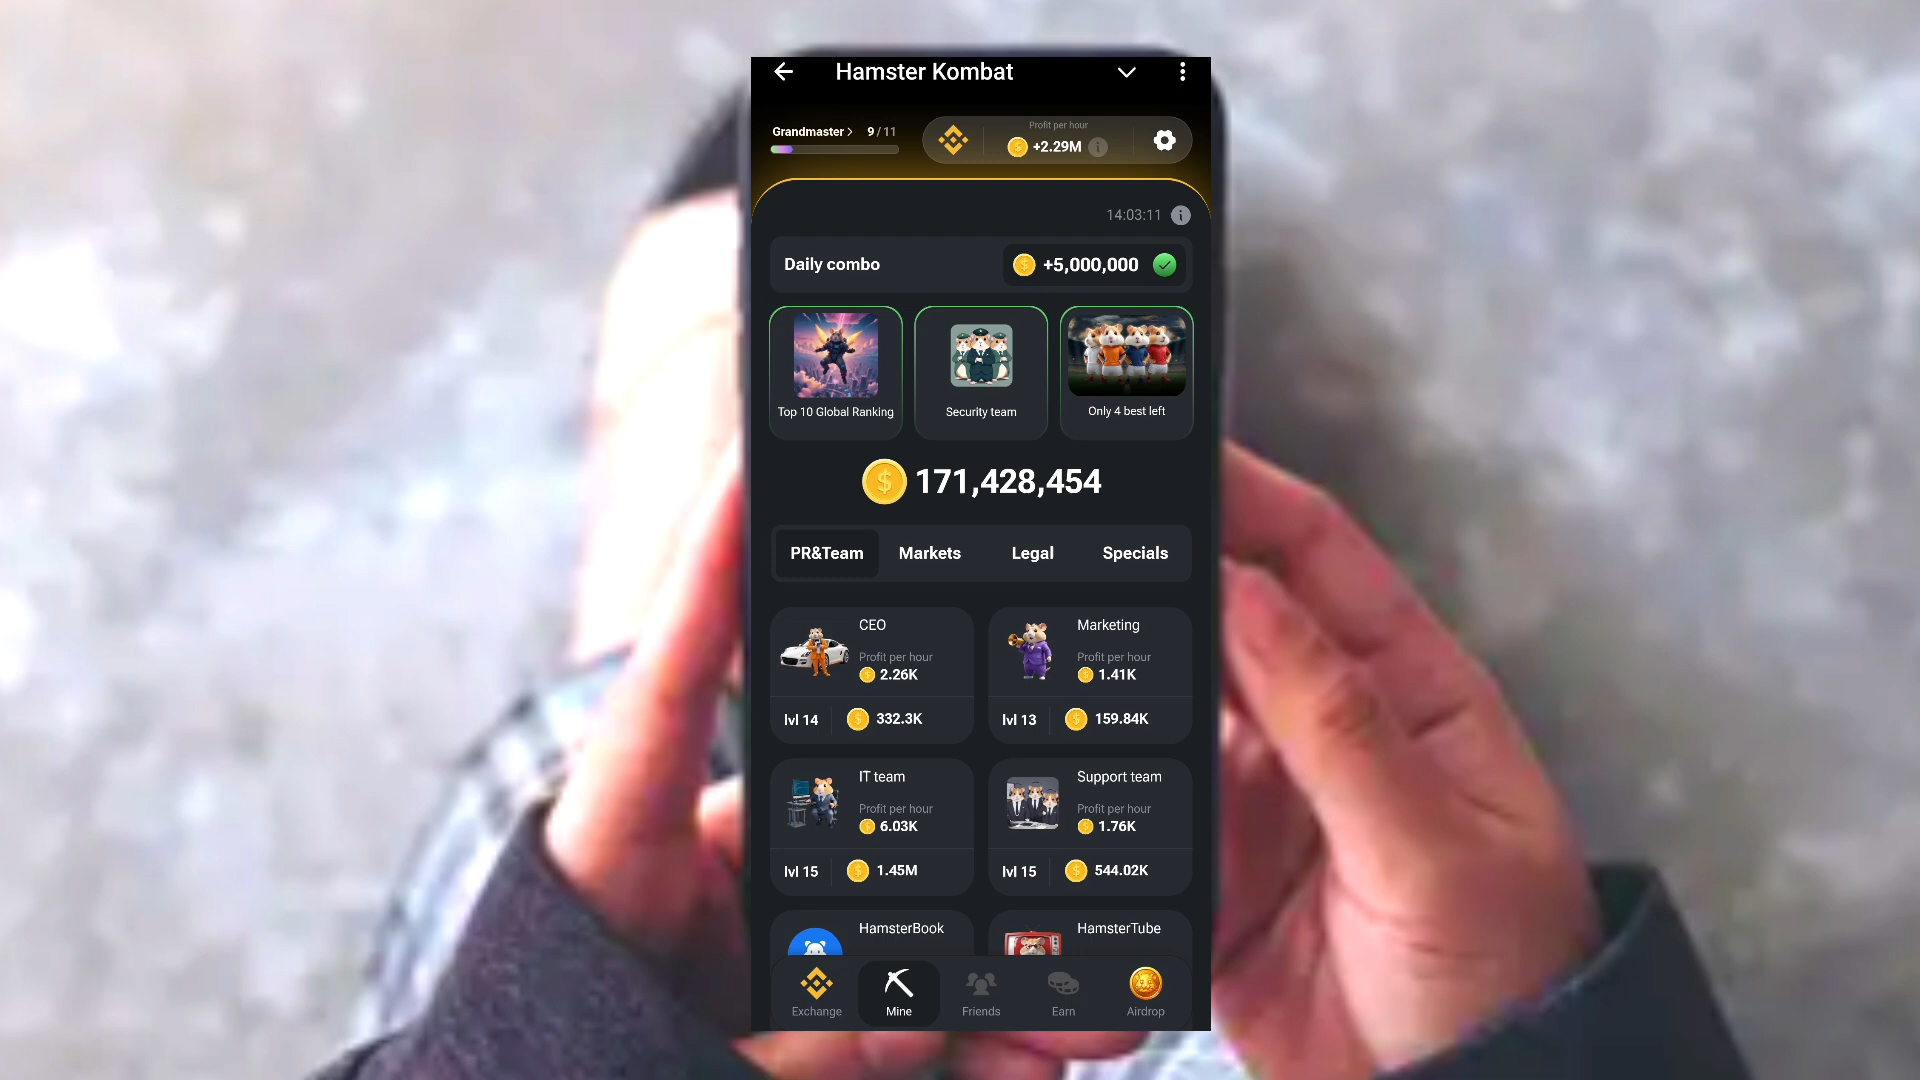 Hamster Kombat
Grandmaster > 9 / 11
Profit per hour
+2.29M
14:03:11
Daily combo
+5,000,000
Top 10 Global Ranking
Security team
Only 4 best left
171,428,454
PR&Team
Markets
Legal
Specials
CEO
Profit per hour
2.26K
lvl 14
332.3K
Marketing
Profit per hour
1.41K
lvl 13
159.84K
IT team
Profit per hour
6.03K
lvl 15
1.45M
Support team
Profit per hour
1.76K
lvl 15
544.02K
HamsterBook
HamsterTube
Exchange
Mine
Friends
Earn
Airdrop